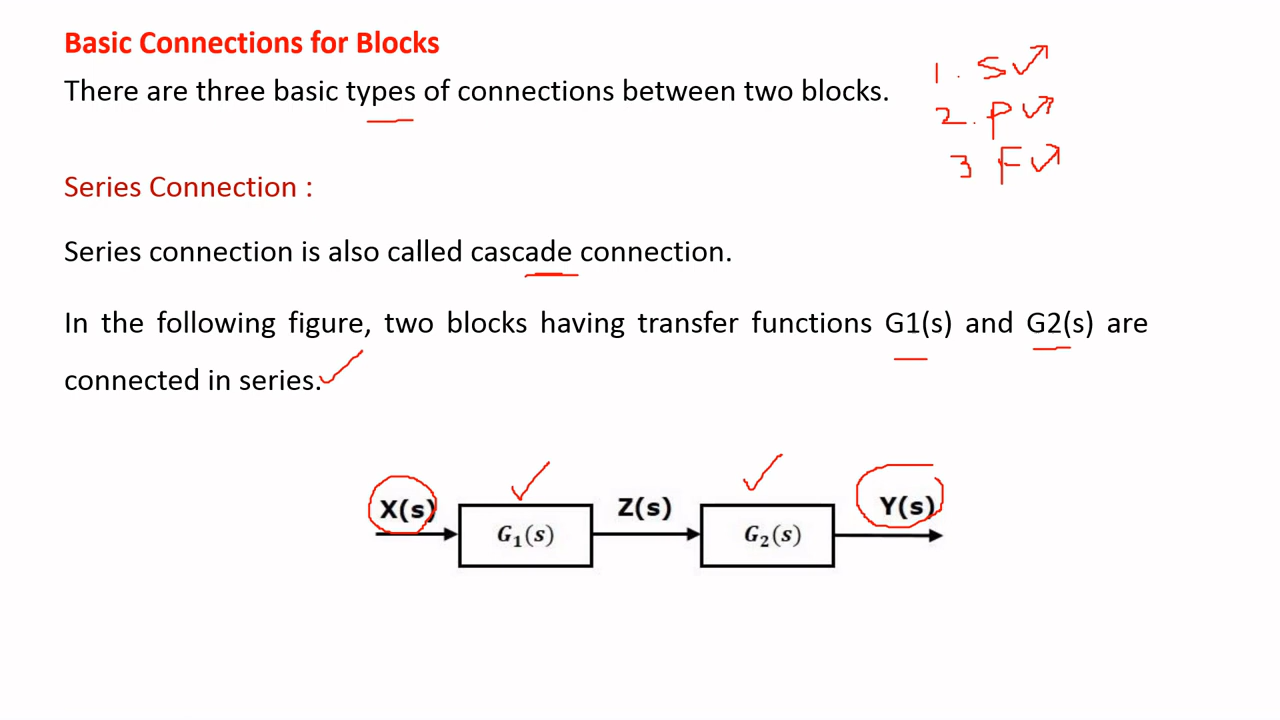 Basic Connections for Blocks
There are three basic types of connections between two blocks.
1. S
2. P
3 F
Series Connection :
Series connection is also called cascade connection.
In the following figure, two blocks having transfer functions G1(s) and G2(s) are
connected in series.
X(s) G₁(s) Z(s) G₂(s) Y(s)